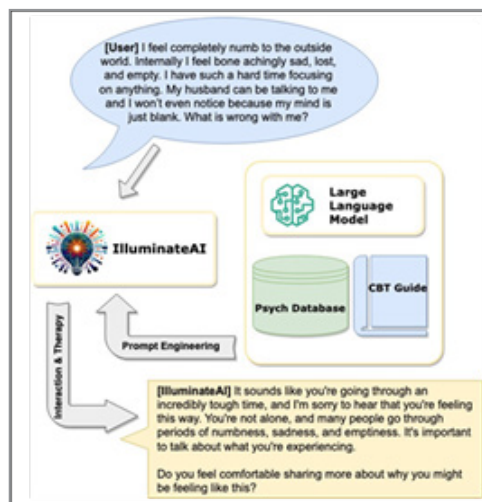 [User] I feel completely numb to the outside
world. Internally I feel bone achingly sad, lost,
and empty. I have such a hard time focusing
on anything. My husband can be talking to me
and I won't even notice because my mind is
just blank. What is wrong with me?
Large
Language
Model
IlluminateAI
Psych Database
CBT Guide
Prompt Engineering
Interaction & Therapy
[IlluminateAI] It sounds like you're going through an
incredibly tough time, and I'm sorry to hear that you're feeling
this way. You're not alone, and many people go through
periods of numbness, sadness, and emptiness. It's important
to talk about what you're experiencing.
Do you feel comfortable sharing more about why you might
be feeling like this?